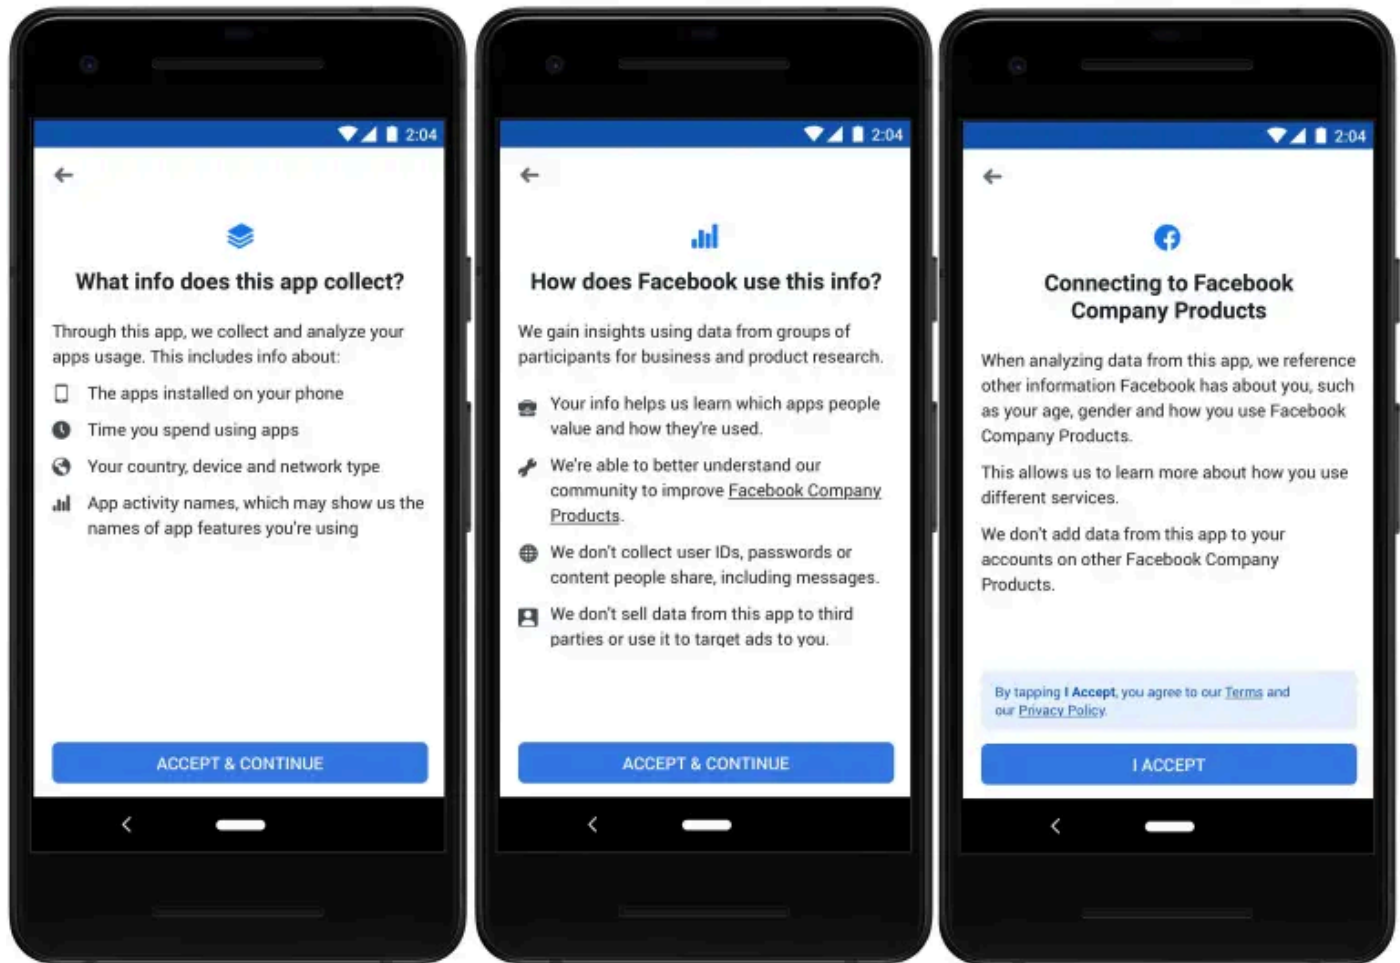 2:04
What info does this app collect?
Through this app, we collect and analyze your
apps usage. This includes info about:
The apps installed on your phone
Time you spend using apps
Your country, device and network type
App activity names, which may show us the
names of app features you're using
ACCEPT & CONTINUE
2:04
How does Facebook use this info?
We gain insights using data from groups of
participants for business and product research.
Your info helps us learn which apps people
value and how they're used.
We're able to better understand our
community to improve Facebook Company
Products.
We don't collect user IDs, passwords or
content people share, including messages.
We don't sell data from this app to third
parties or use it to target ads to you.
ACCEPT & CONTINUE
2:04
Connecting to Facebook
Company Products
When analyzing data from this app, we reference
other information Facebook has about you, such
as your age, gender and how you use Facebook
Company Products.
This allows us to learn more about how you use
different services.
We don't add data from this app to your
accounts on other Facebook Company
Products.
By tapping I Accept, you agree to our Terms and
our Privacy Policy.
I ACCEPT